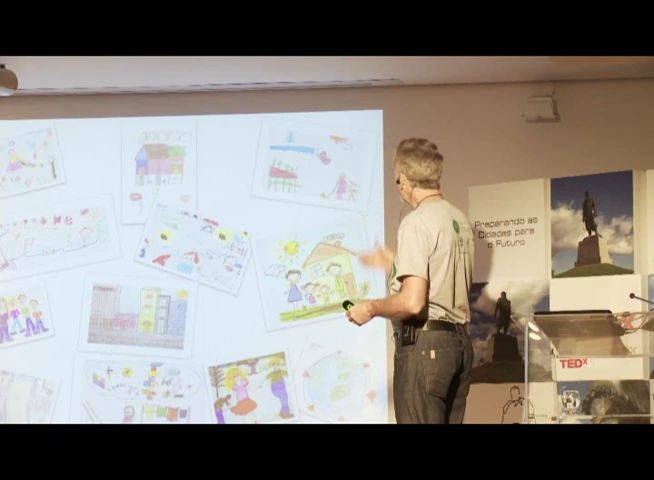 Preparando as
Cidades para
o Futuro
TEDx